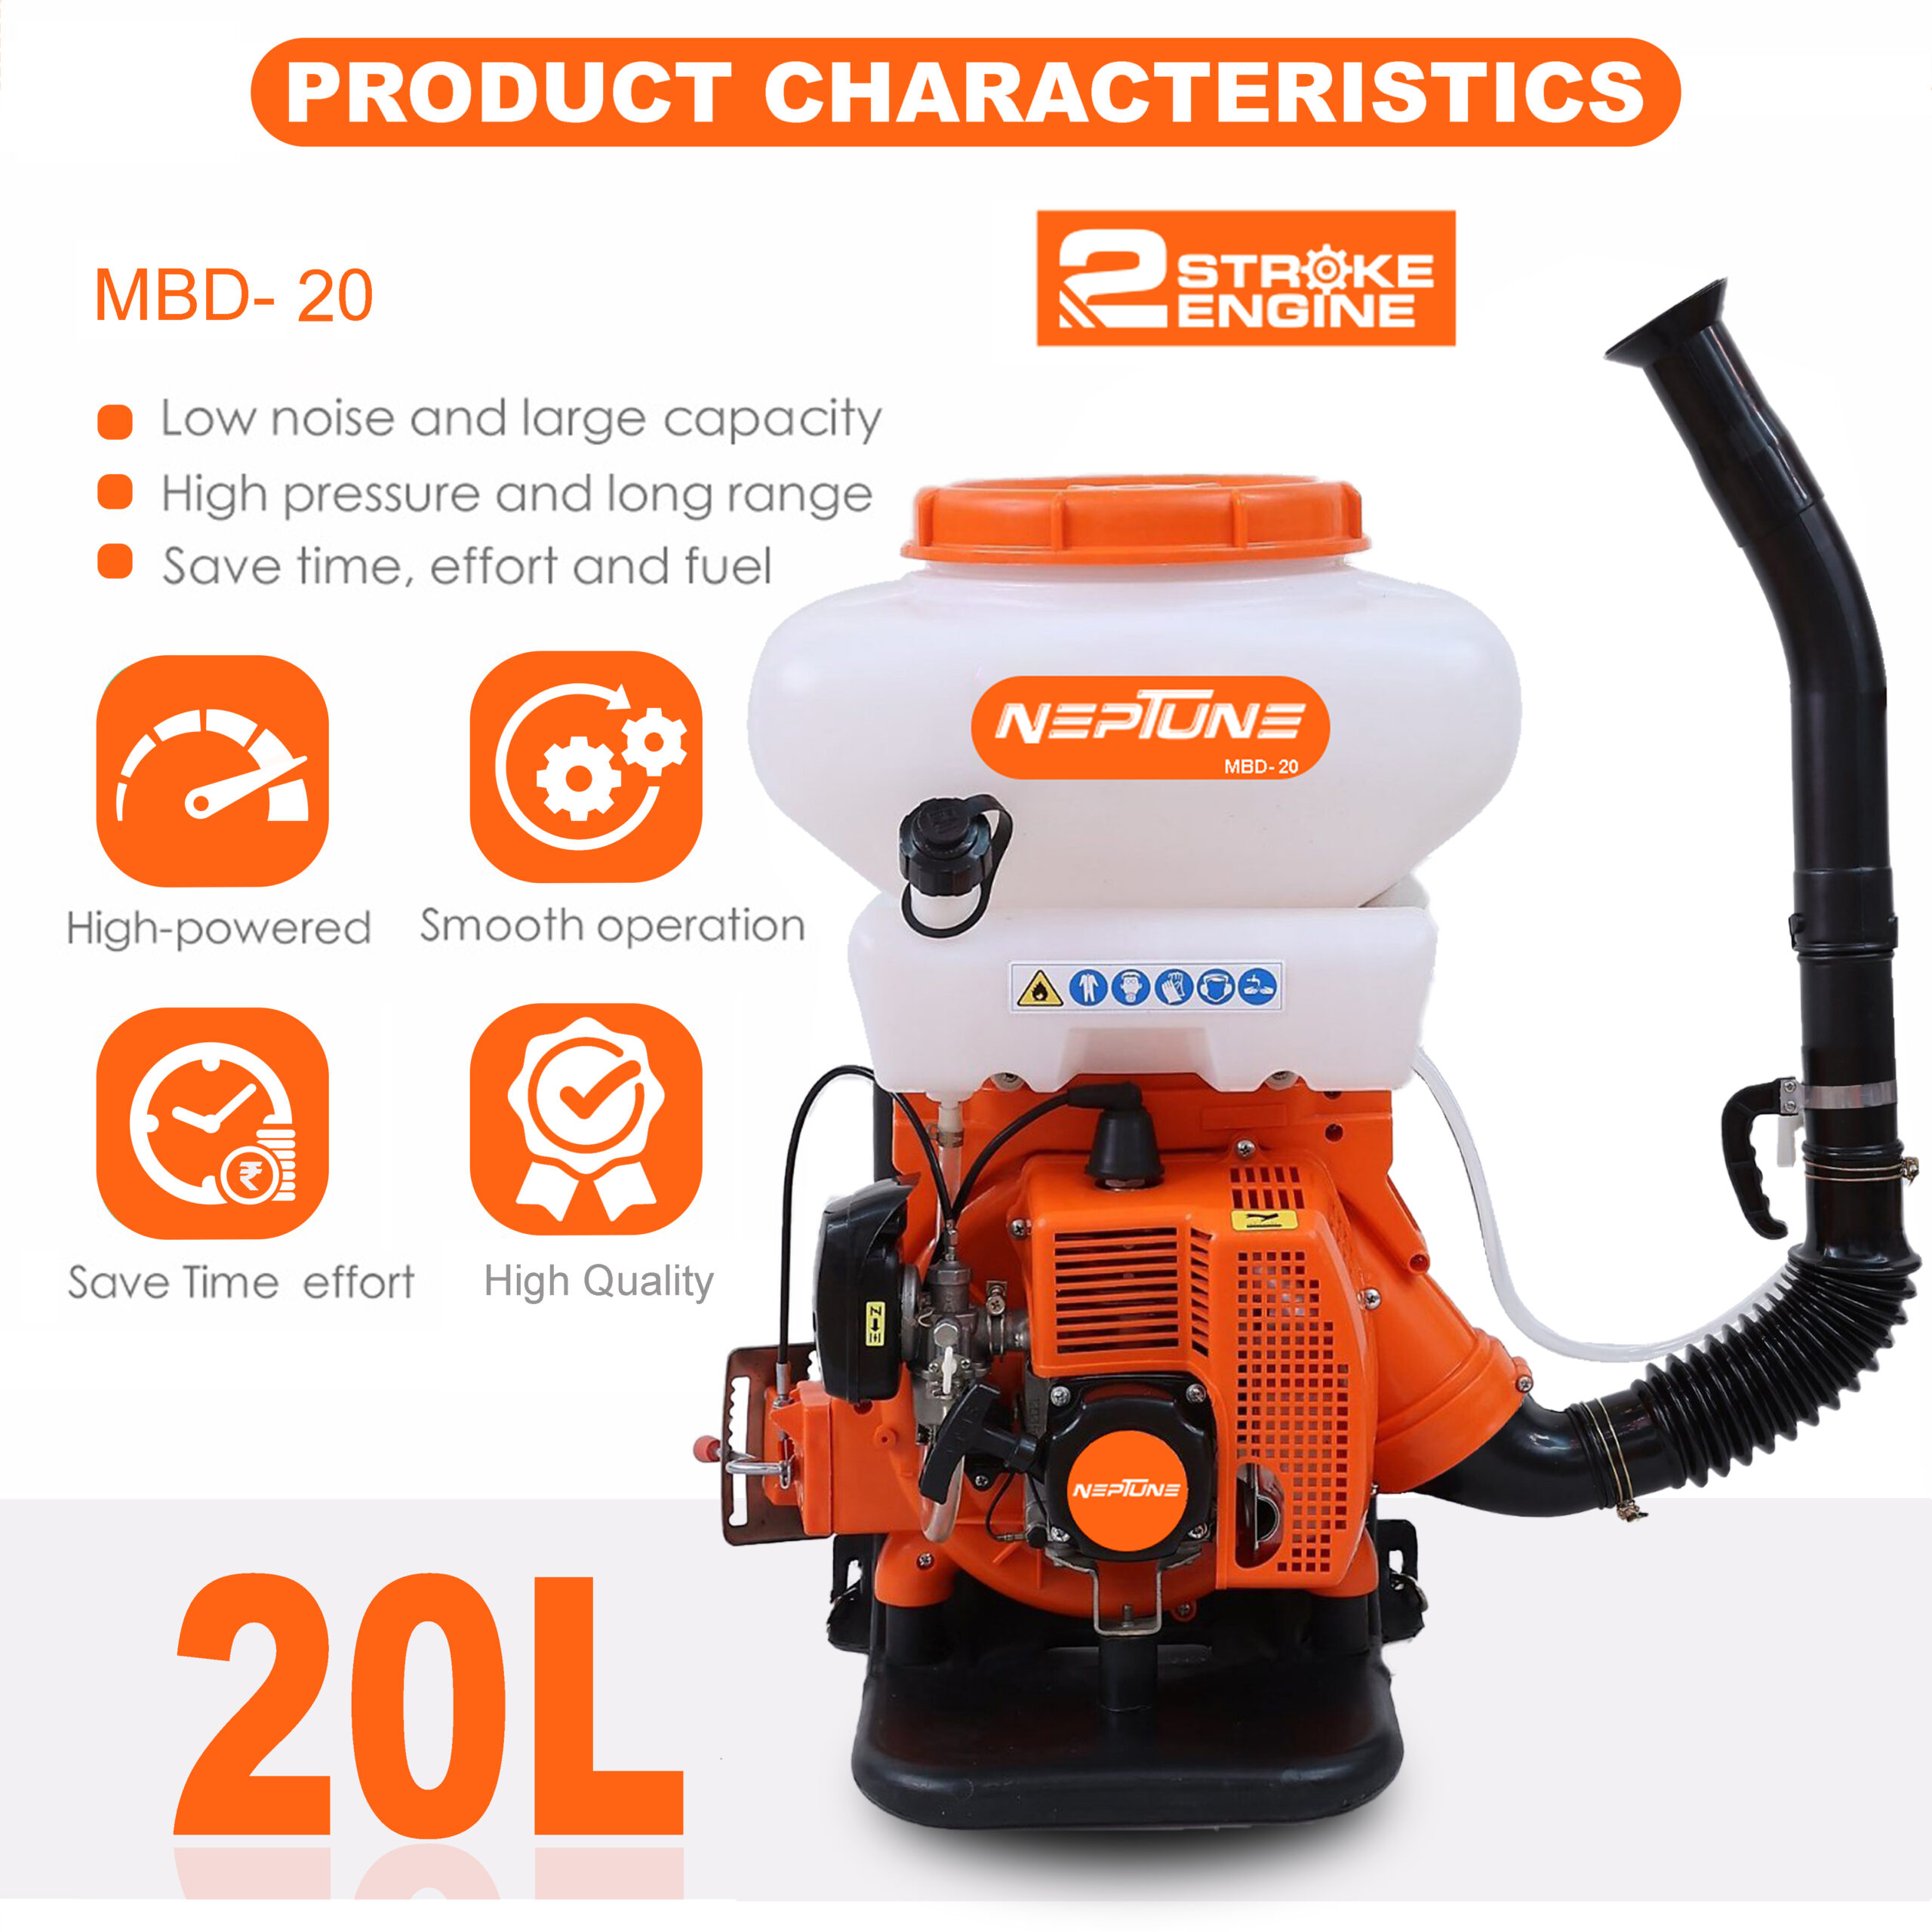 PRODUCT CHARACTERISTICS
2 STROKE
ENGINE
MBD- 20
Low noise and large capacity
High pressure and long range
Save time, effort and fuel
NEPTUNE
MBD- 20
High-powered
Smooth operation
₹
Save Time effort
High Quality
NEPTUNE
20L